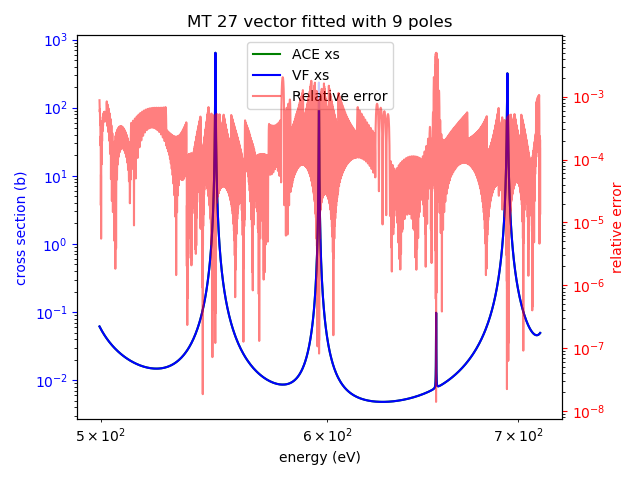 MT 27 vector fitted with 9 poles
ACE xs
VF xs
Relative error
cross section (b)
10³
10²
10¹
10⁰
10⁻¹
10⁻²
10⁻³
10⁻⁴
10⁻⁵
10⁻⁶
10⁻⁷
10⁻⁸
relative error
5 × 10²
6 × 10²
7 × 10²
energy (eV)